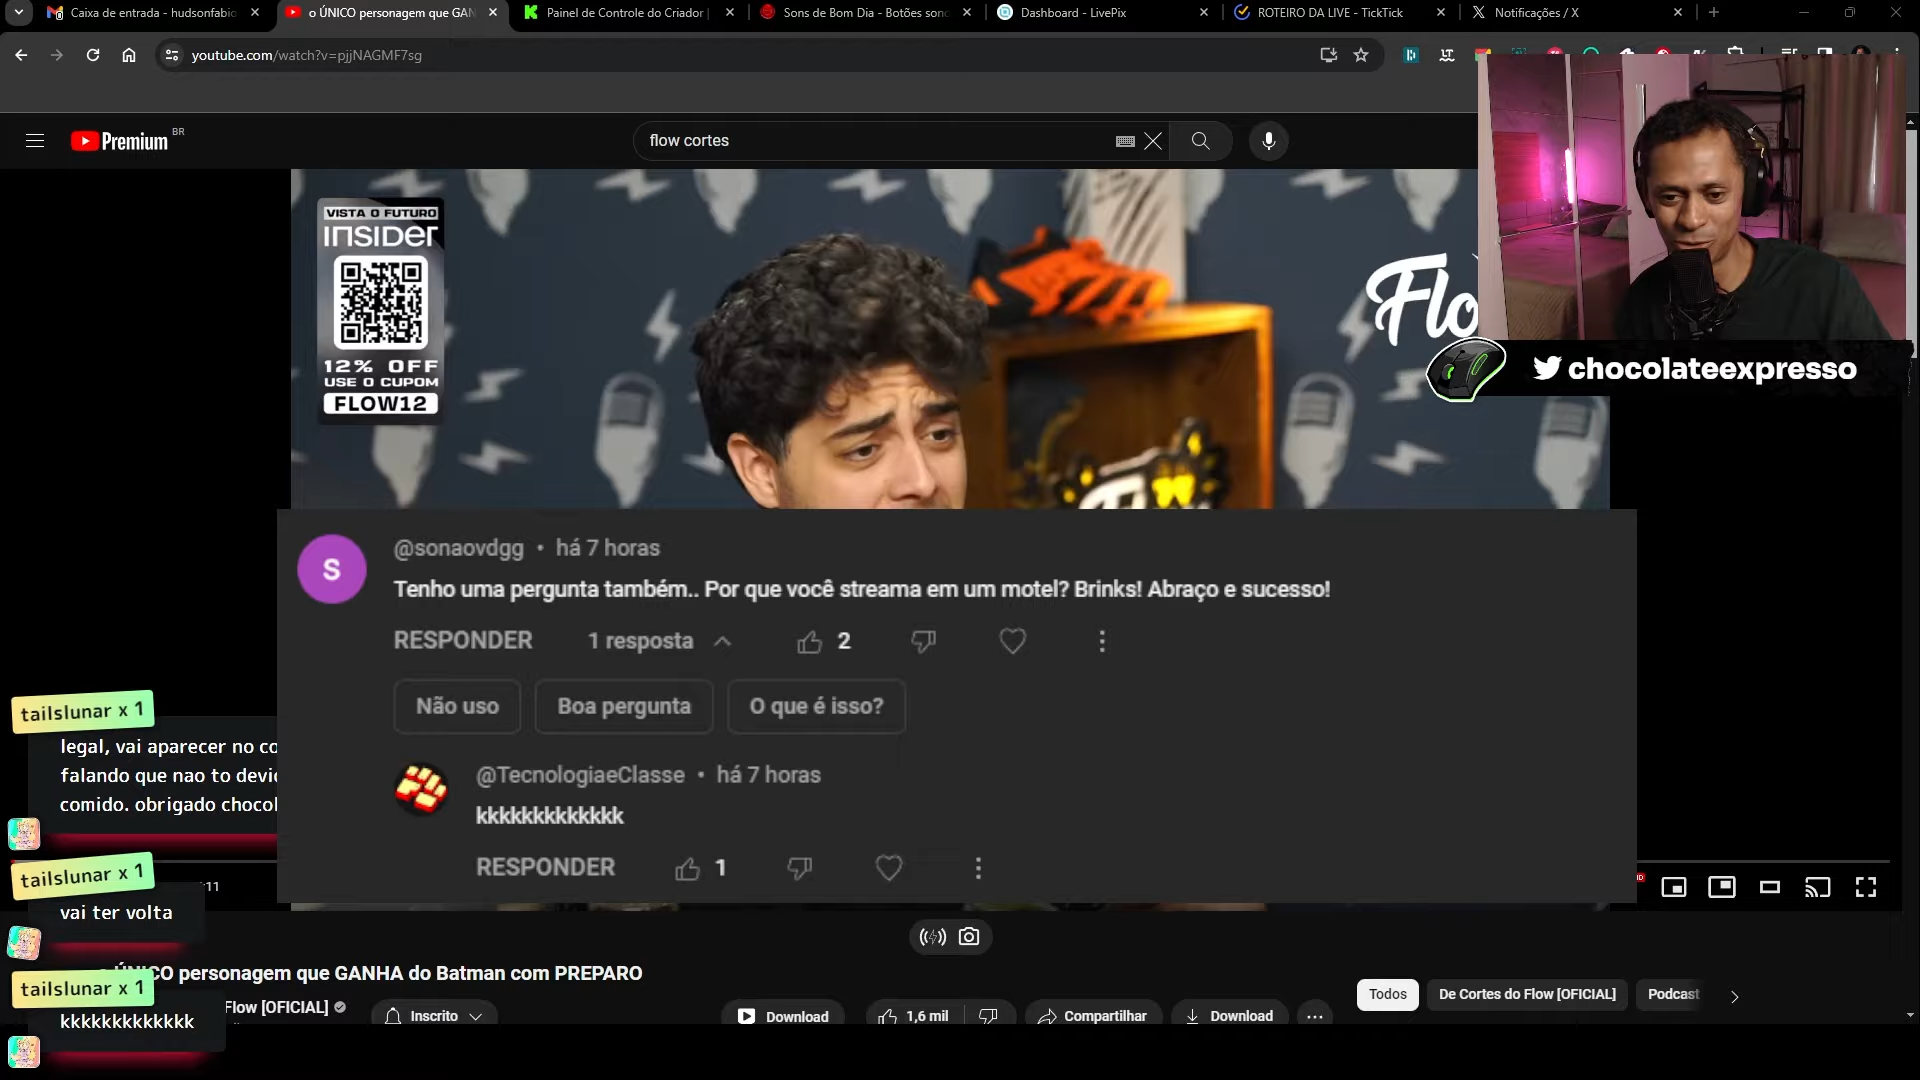 Caixa de entrada - hudsonfabio
o ÚNICO personagem que GAN
Painel de Controle do Criador
Sons de Bom Dia - Botões sono
Dashboard - LivePix
ROTEIRO DA LIVE - TickTick
Notificações / X
youtube.com/watch?v=pjjNAGMF7sg
Premium BR
flow cortes
VISTA O FUTURO
INSIDER
12% OFF
USE O CUPOM
FLOW12
Flo
chocolateexpresso
@sonaovdgg • há 7 horas
Tenho uma pergunta também.. Por que você streama em um motel? Brinks! Abraço e sucesso!
RESPONDER 1 resposta 2
Não uso Boa pergunta O que é isso?
@TecnologiaeClasse • há 7 horas
kkkkkkkkkkkkk
RESPONDER 1
tailslunar x 1
legal, vai aparecer no co
falando que nao to devi
comido. obrigado choco
tailslunar x 1
:11
vai ter volta
ÚNICO personagem que GANHA do Batman com PREPARO
tailslunar x 1
Flow [OFICIAL]
Inscrito
Download
1,6 mil
Compartilhar
Download
kkkkkkkkkkkkk
Todos
De Cortes do Flow [OFICIAL]
Podcast